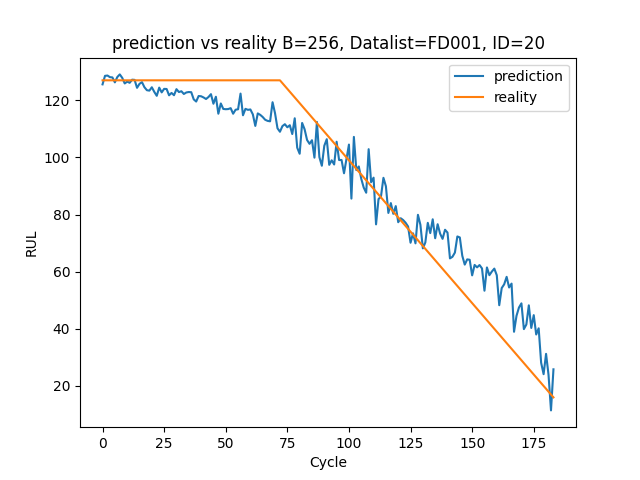 prediction vs reality B=256, Datalist=FD001, ID=20
prediction
reality
RUL
120
100
80
60
40
20
0 25 50 75 100 125 150 175
Cycle